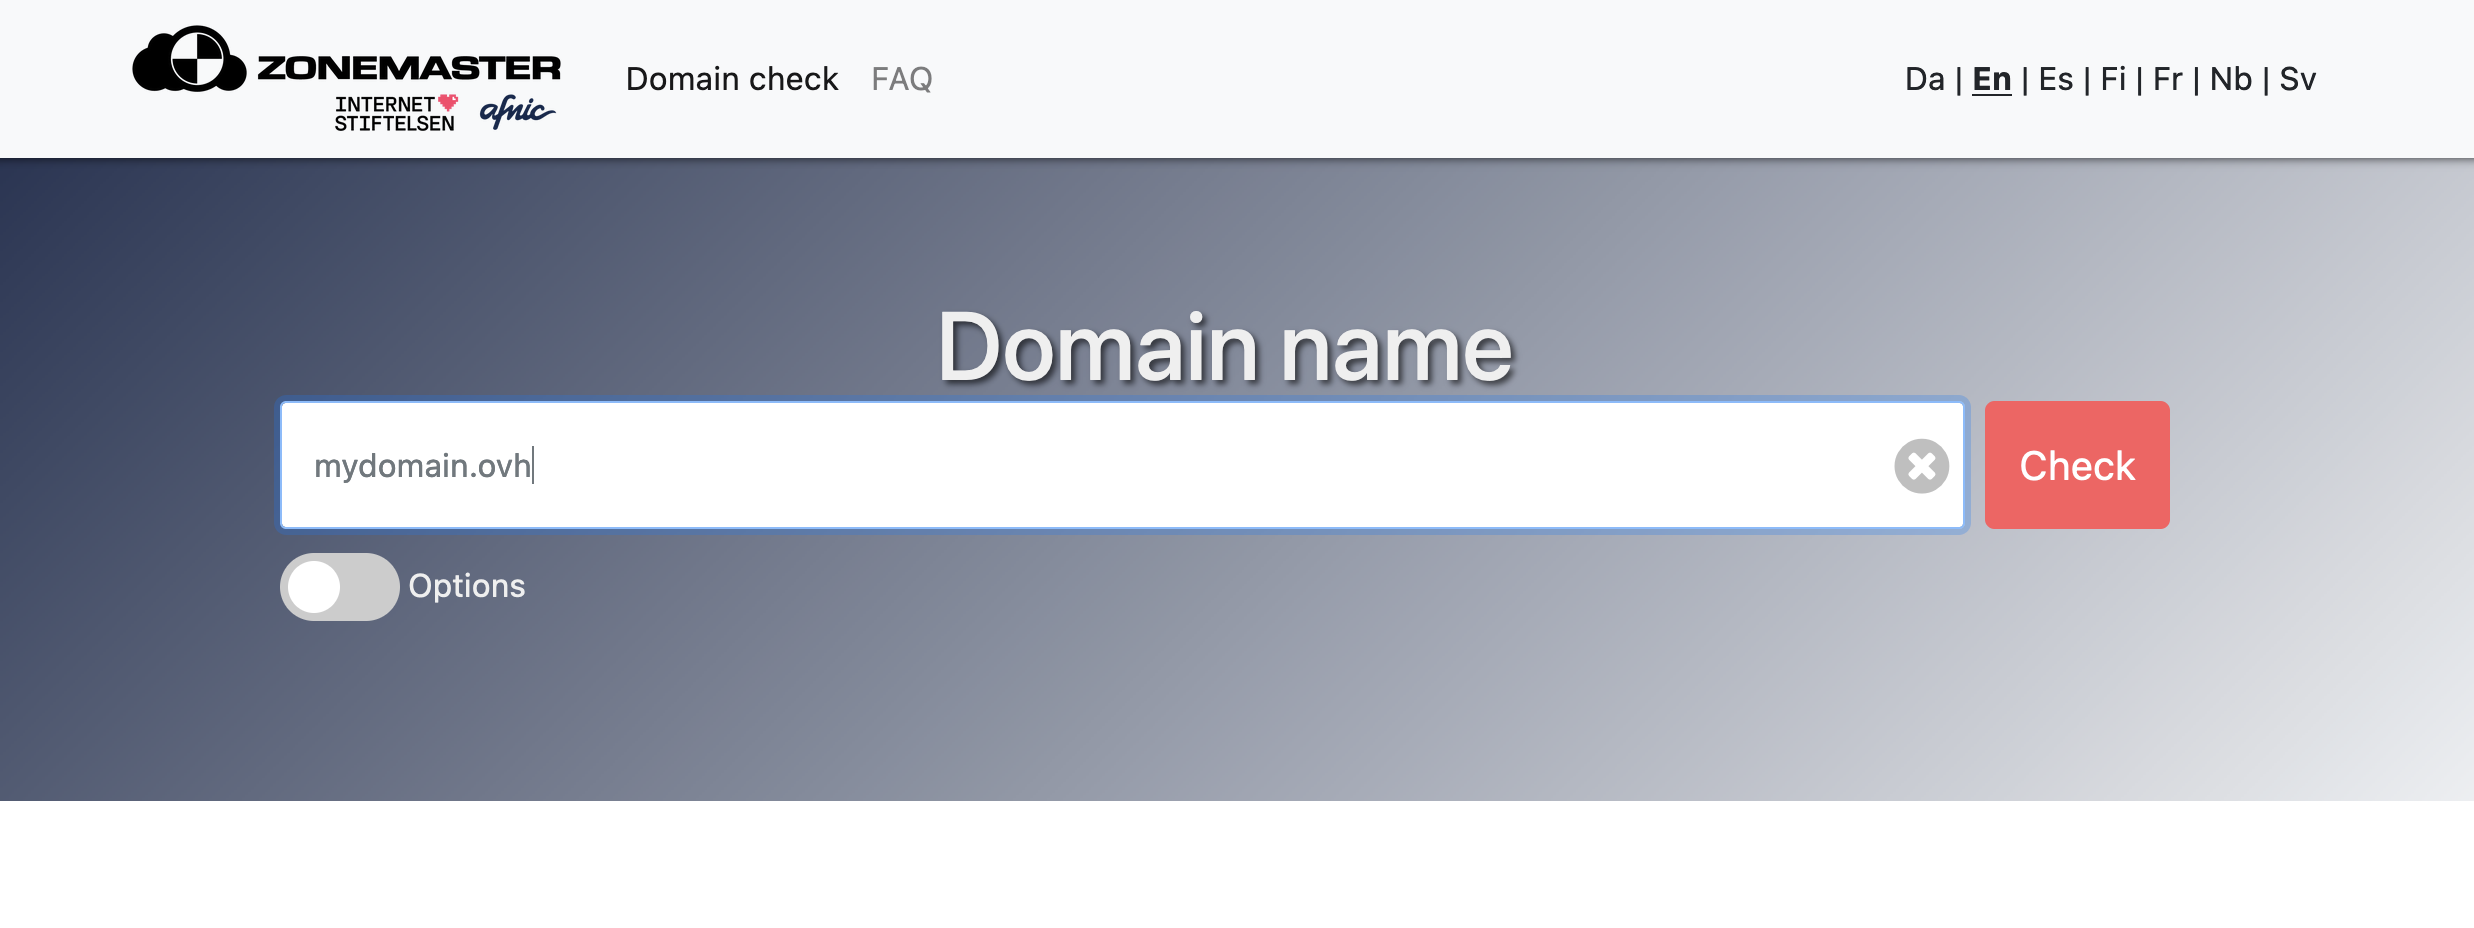 ZONEMASTER
INTERNET
STIFTELSEN
afnic
Domain check
FAQ
Da | En | Es | Fi | Fr | Nb | Sv
Domain name
mydomain.ovh
Check
Options